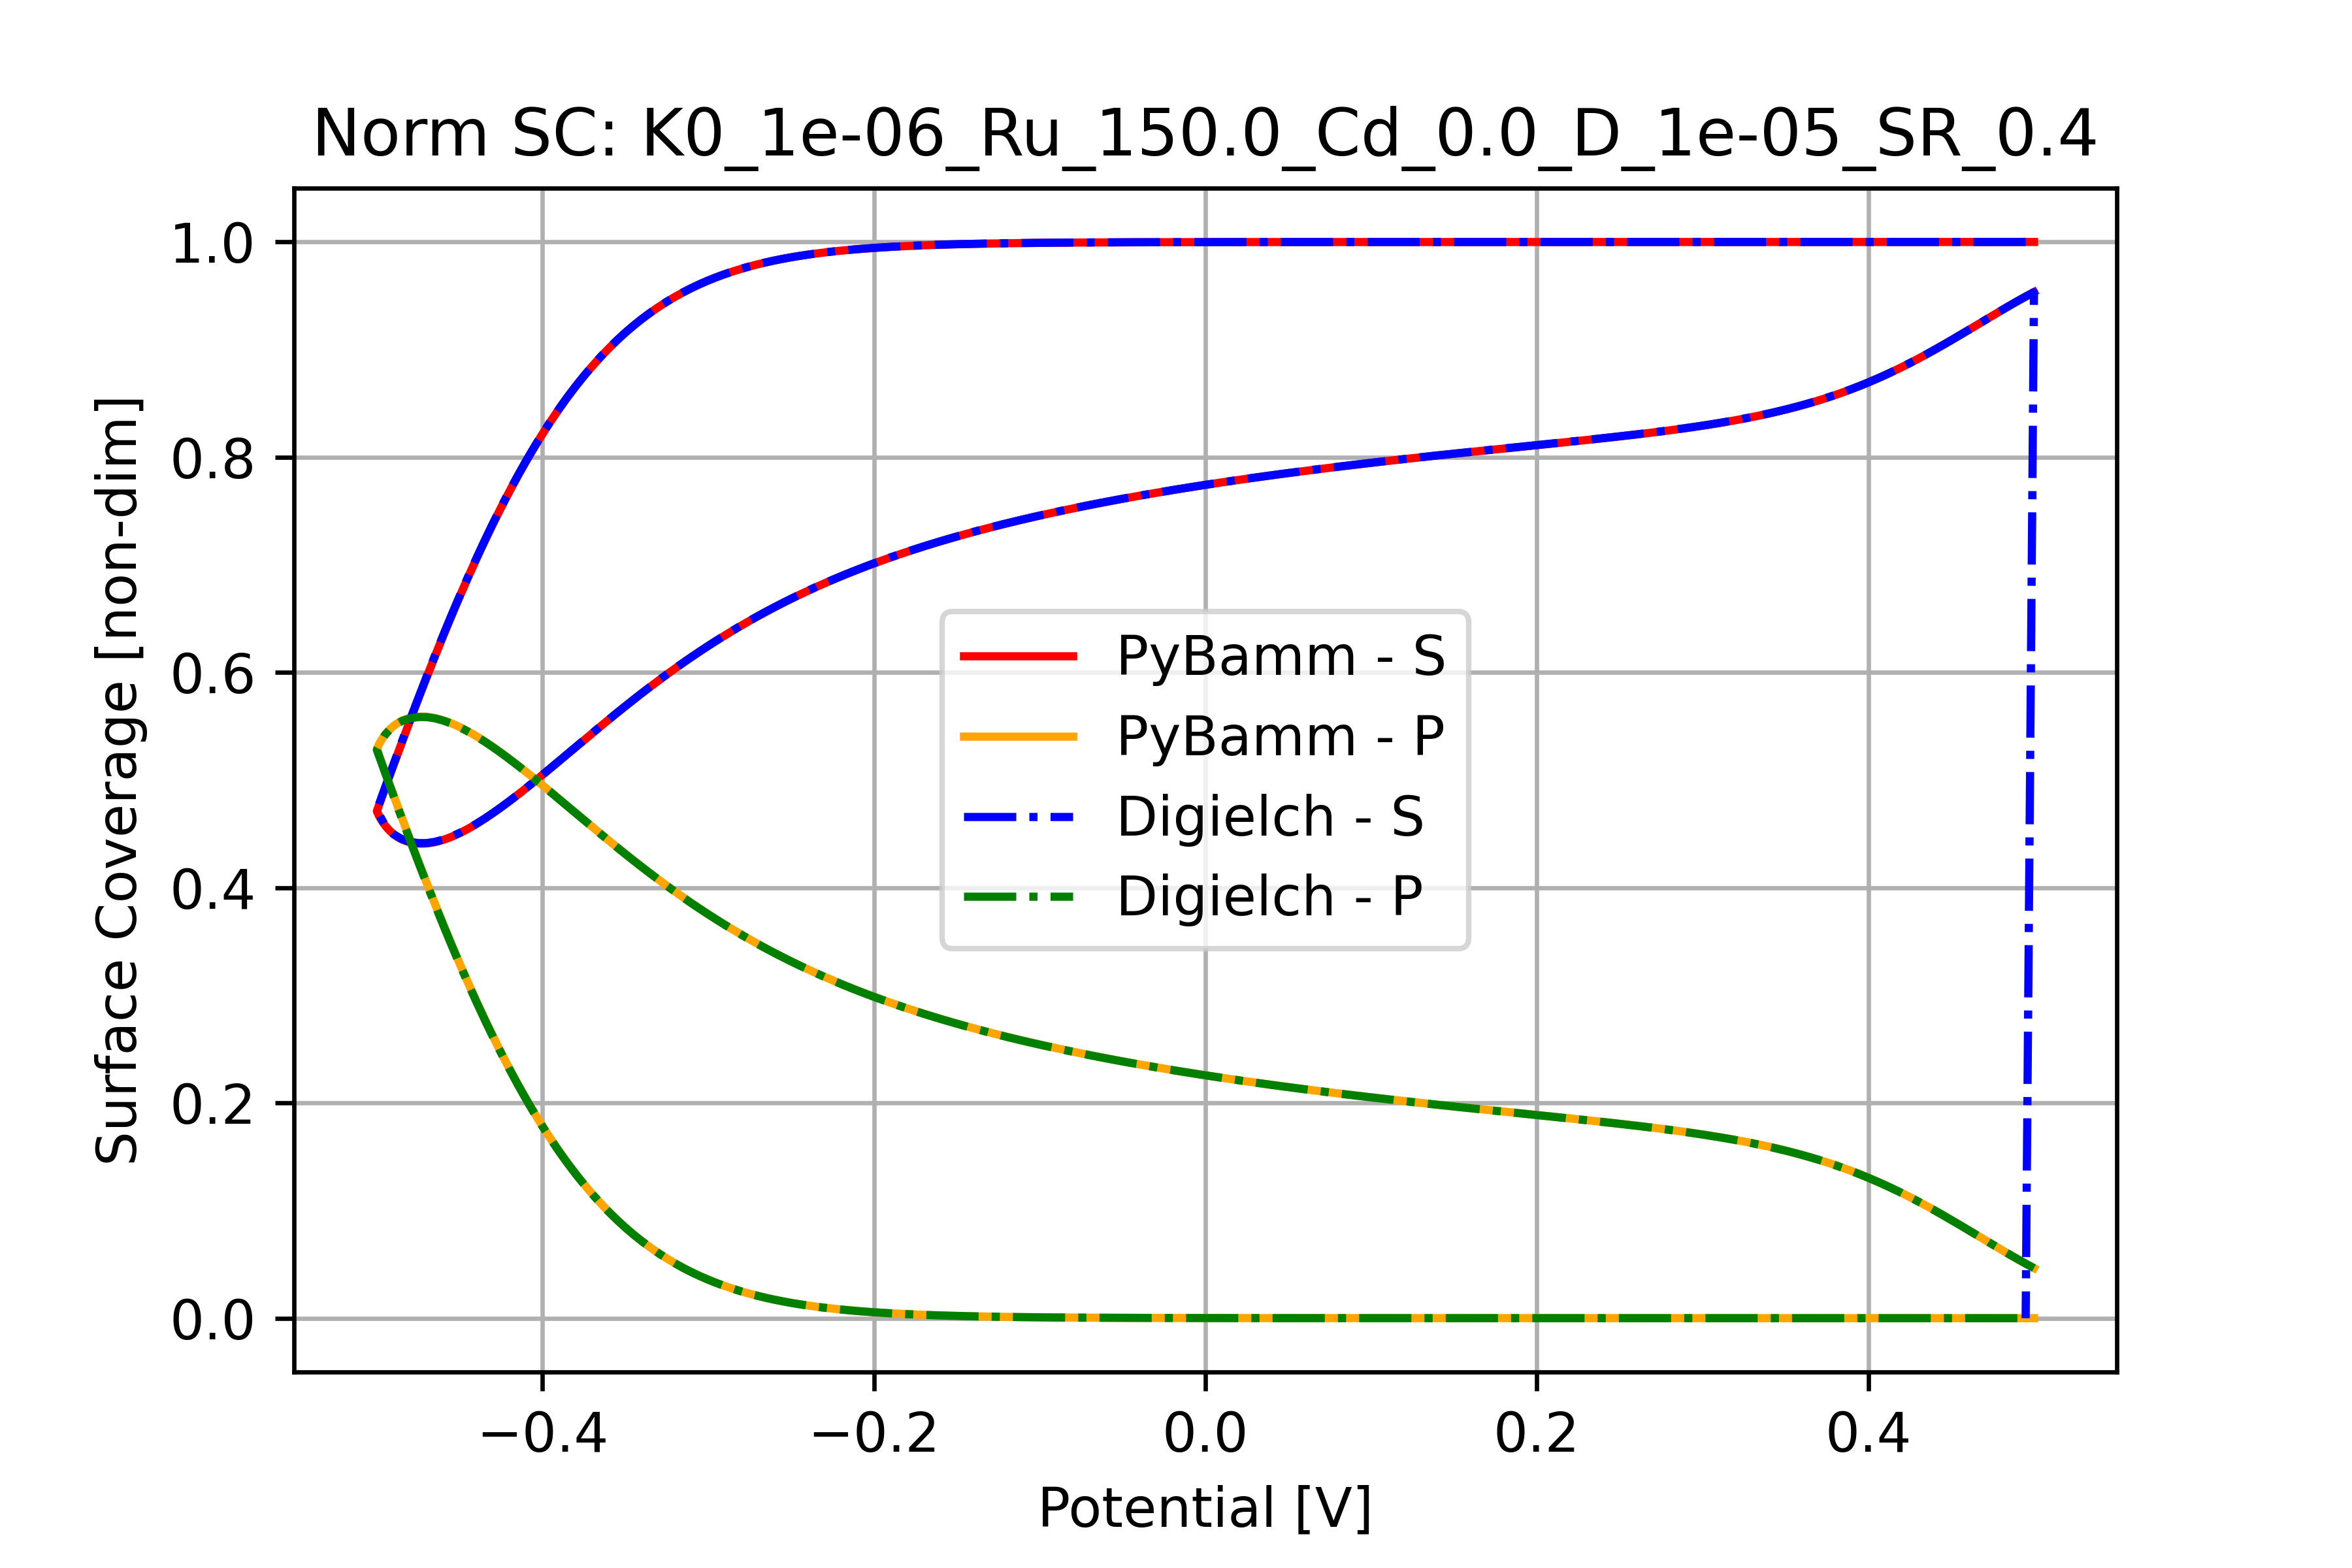 Norm SC: K0_1e-06_Ru_150.0_Cd_0.0_D_1e-05_SR_0.4
Surface Coverage [non-dim]
1.0
0.8
0.6
0.4
0.2
0.0
PyBamm - S
PyBamm - P
Digielch - S
Digielch - P
−0.4 −0.2 0.0 0.2 0.4
Potential [V]